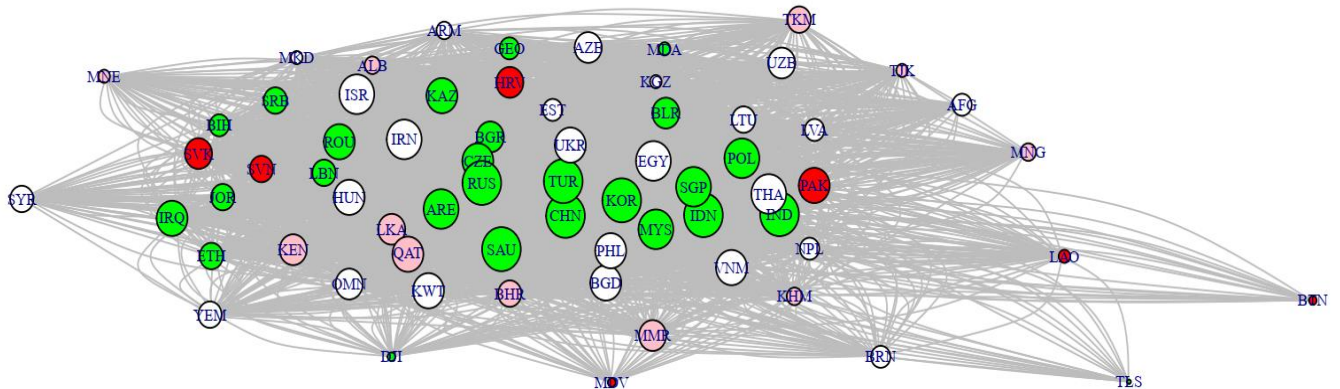 TKM
ARM
GEO
AZE
MDA
MKD
ALB
UZB
MNE
TJK
HRV
KGZ
ISR
KAZ
SRB
AFG
EST
BLR
LTU
BIH
LVA
ROU
IRN
BGR
UKR
SVK
MNG
CZE
EGY
POL
SVN
LBN
RUS
TUR
SGP
PAK
SYR
JOR
HUN
THA
KOR
IRQ
ARE
CHN
IDN
IND
LKA
MYS
KEN
SAU
PHL
NPL
ETH
QAT
LAO
VNM
OMN
KWT
BGD
BHR
KHM
BTN
YEM
MMR
DJI
BRN
MDV
TLS